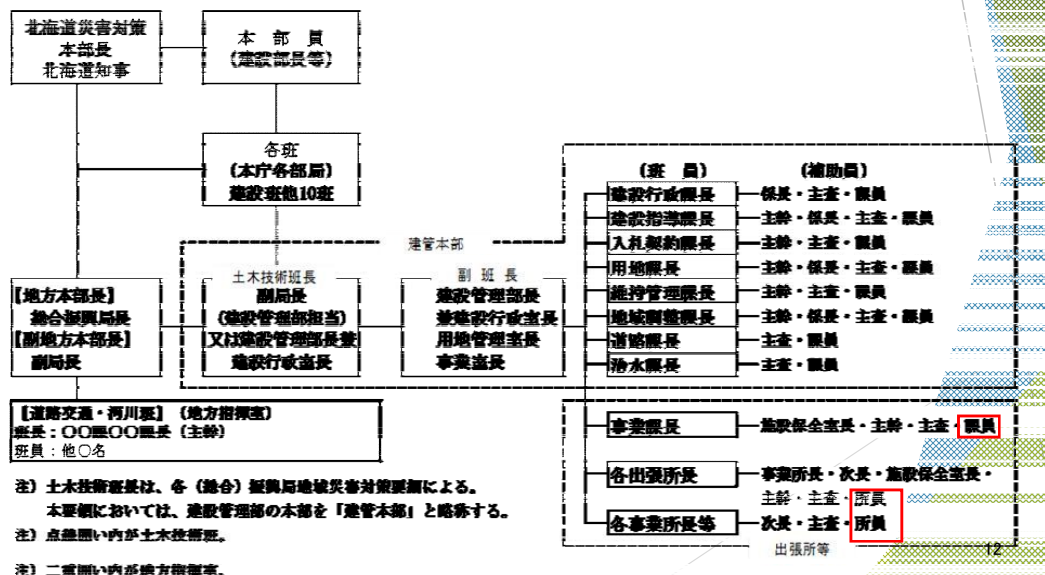 北海道災害対策
本部長
北海道知事
本 部 員
(建設部長等)
各班
(本庁各部局)
建設班他10班
(班 員)
(補助員)
建設行政課長
係長・主査・課員
建設指導課長
主幹・係長・主査・課員
入札契約課長
主幹・主査・課員
用地課長
主幹・係長・主査・課員
維持管理課長
主幹・主査・課員
地域調整課長
主幹・係長・主査・課員
道路課長
主査・課員
治水課長
主査・課員
建管本部
【地方本部長】
総合振興局長
【副地方本部長】
副局長
土木技術班長
副局長
(建設管理部担当)
又は建設管理部長兼
建設行政室長
副 班 長
建設管理部長
兼建設行政室長
用地管理室長
事業室長
【道路交通・河川班】(地方指揮室)
班長:〇〇課〇〇課長(主幹)
班員:他〇名
事業課長
施設保全室長・主幹・主査・課員
各出張所長
事業所長・次長・施設保全室長・
主幹・主査・所員
各事業所長等
次長・主査・所員
出張所等
注)土木技術班長は、各(総合)振興局地域災害対策要綱による。
本要綱においては、建設管理部の本部を「建管本部」と略称する。
注)点線囲い内が土木技術班。
注)二重囲い内が地方指揮室。
12